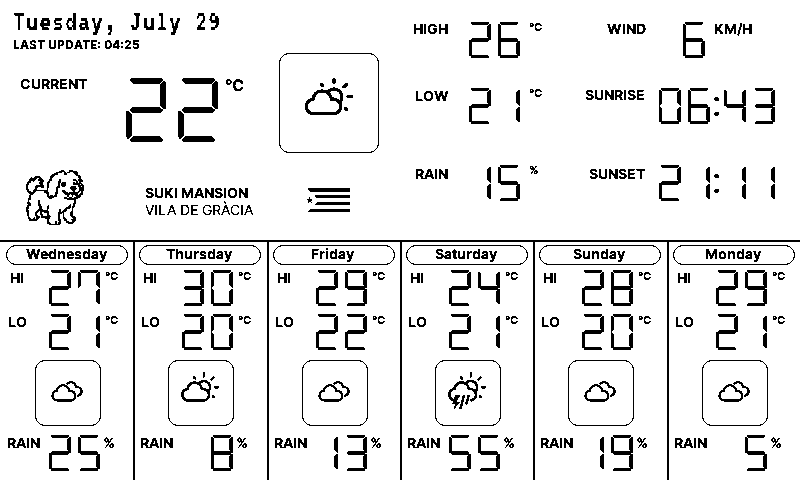 Tuesday, July 29
LAST UPDATE: 04:25
CURRENT 22 °C
HIGH 26 °C
WIND 6 KM/H
LOW 21 °C
SUNRISE 06:43
RAIN 15 %
SUNSET 21:11
SUKI MANSION
VILA DE GRÀCIA
Wednesday
HI 27 °C
LO 21 °C
RAIN 25 %
Thursday
HI 30 °C
LO 20 °C
RAIN 8 %
Friday
HI 29 °C
LO 22 °C
RAIN 13 %
Saturday
HI 24 °C
LO 21 °C
RAIN 55 %
Sunday
HI 28 °C
LO 20 °C
RAIN 19 %
Monday
HI 29 °C
LO 21 °C
RAIN 5 %